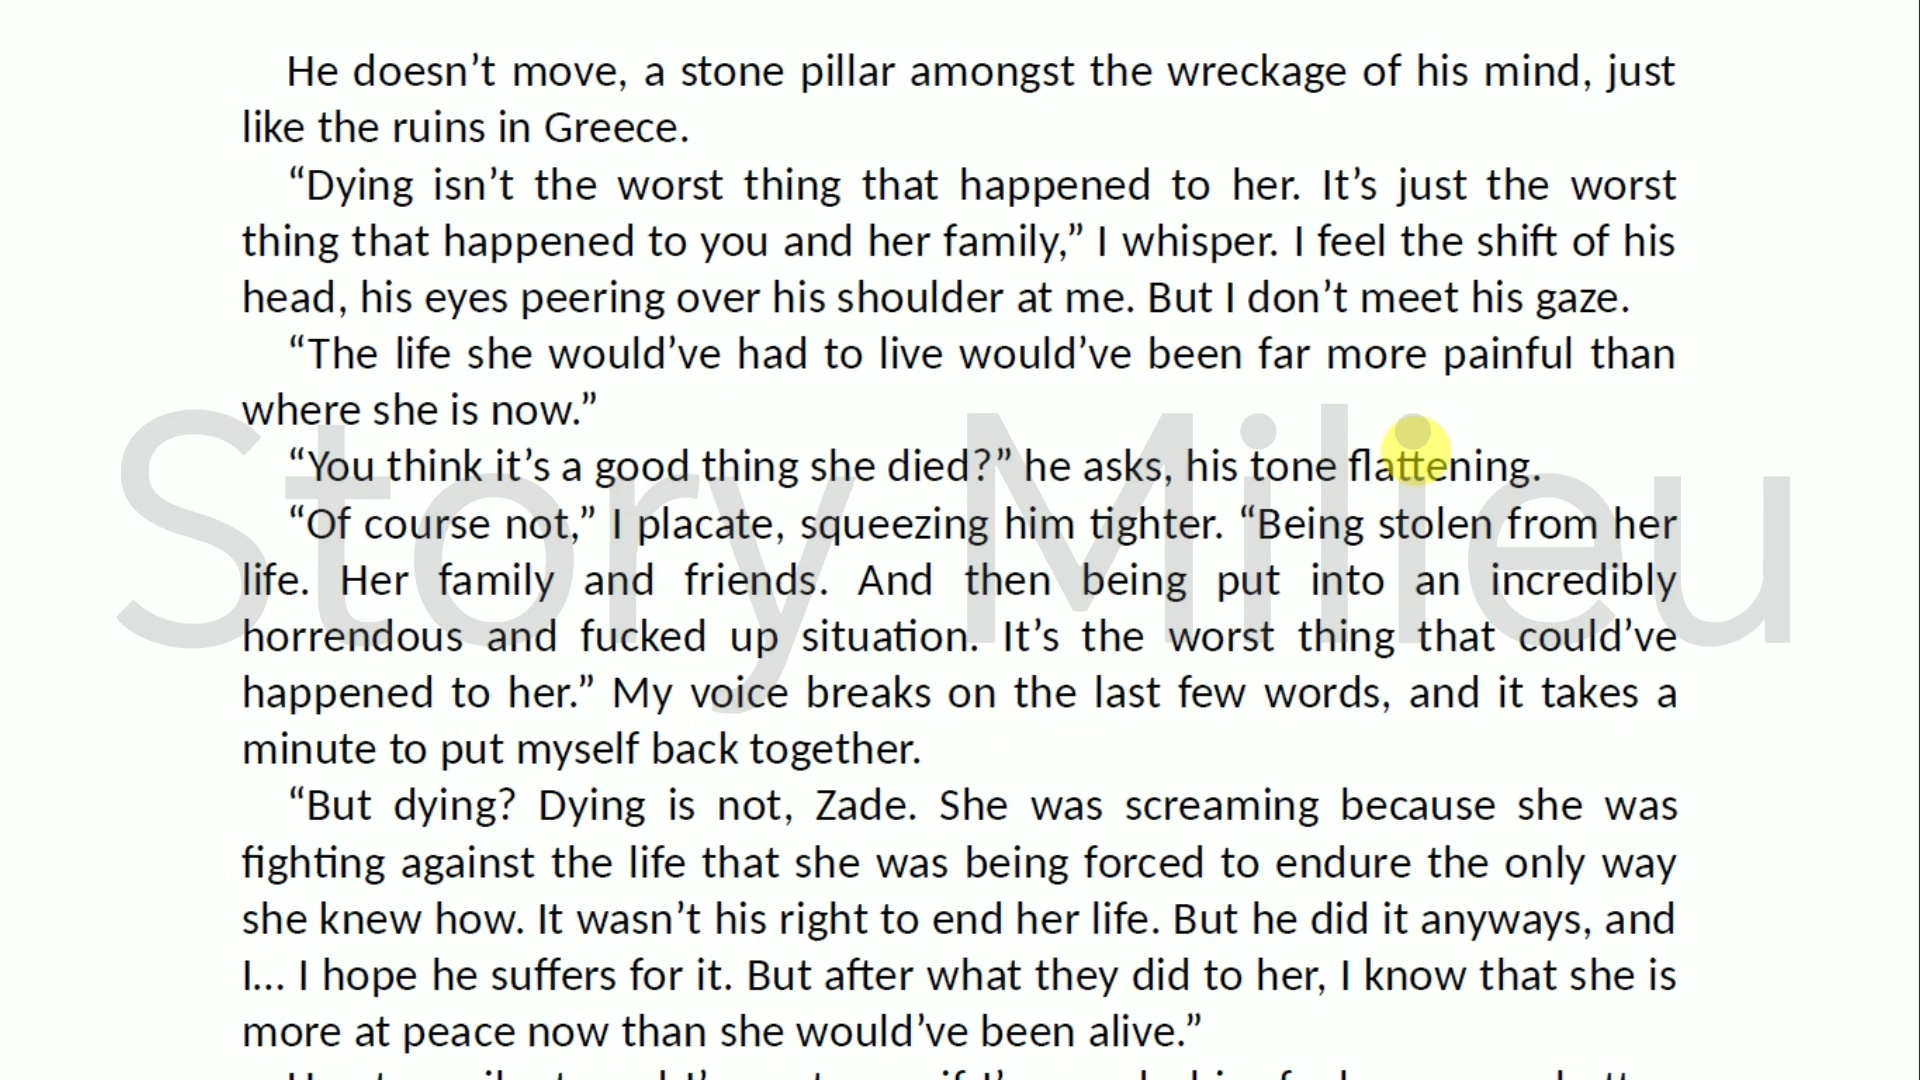 He doesn’t move, a stone pillar amongst the wreckage of his mind, just
like the ruins in Greece.
“Dying isn’t the worst thing that happened to her. It’s just the worst
thing that happened to you and her family,” I whisper. I feel the shift of his
head, his eyes peering over his shoulder at me. But I don’t meet his gaze.
“The life she would’ve had to live would’ve been far more painful than
where she is now.”
“You think it’s a good thing she died?” he asks, his tone flattening.
“Of course not,” I placate, squeezing him tighter. “Being stolen from her
life. Her family and friends. And then being put into an incredibly
horrendous and fucked up situation. It’s the worst thing that could’ve
happened to her.” My voice breaks on the last few words, and it takes a
minute to put myself back together.
“But dying? Dying is not, Zade. She was screaming because she was
fighting against the life that she was being forced to endure the only way
she knew how. It wasn’t his right to end her life. But he did it anyways, and
I... I hope he suffers for it. But after what they did to her, I know that she is
more at peace now than she would’ve been alive.”
Story Milieu